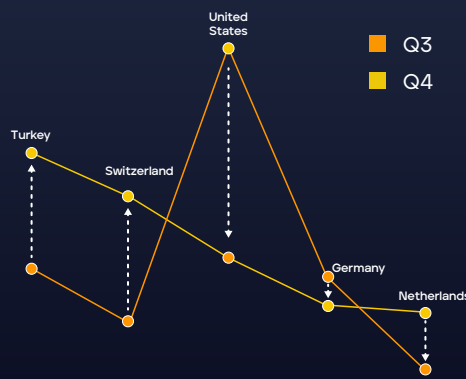 United
States
Q3
Q4
Turkey
Switzerland
Germany
Netherlands